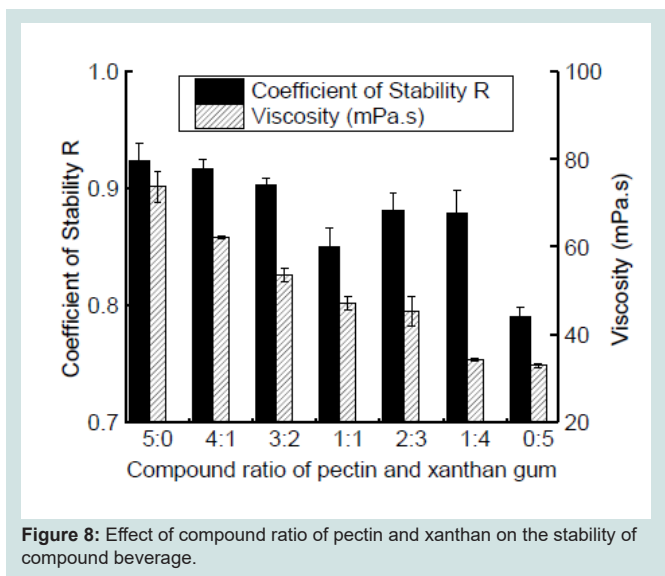 1.0
0.9
0.8
0.7
Coefficient of Stability R
Coefficient of Stability R
Viscosity (mPa.s)
100
80
60
40
20
Viscosity (mPa.s)
5:0 4:1 3:2 1:1 2:3 1:4 0:5
Compound ratio of pectin and xanthan gum
Figure 8: Effect of compound ratio of pectin and xanthan on the stability of
compound beverage.